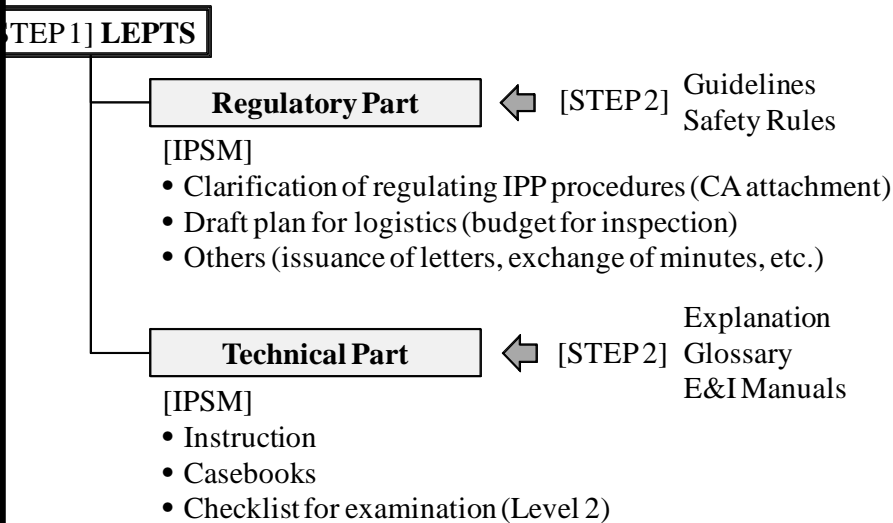 TEP 1] LEPTS
Regulatory Part [STEP 2] Guidelines
Safety Rules
[IPSM]
• Clarification of regulating IPP procedures (CA attachment)
• Draft plan for logistics (budget for inspection)
• Others (issuance of letters, exchange of minutes, etc.)
Explanation
Technical Part [STEP 2] Glossary
E&I Manuals
[IPSM]
• Instruction
• Casebooks
• Checklist for examination (Level 2)